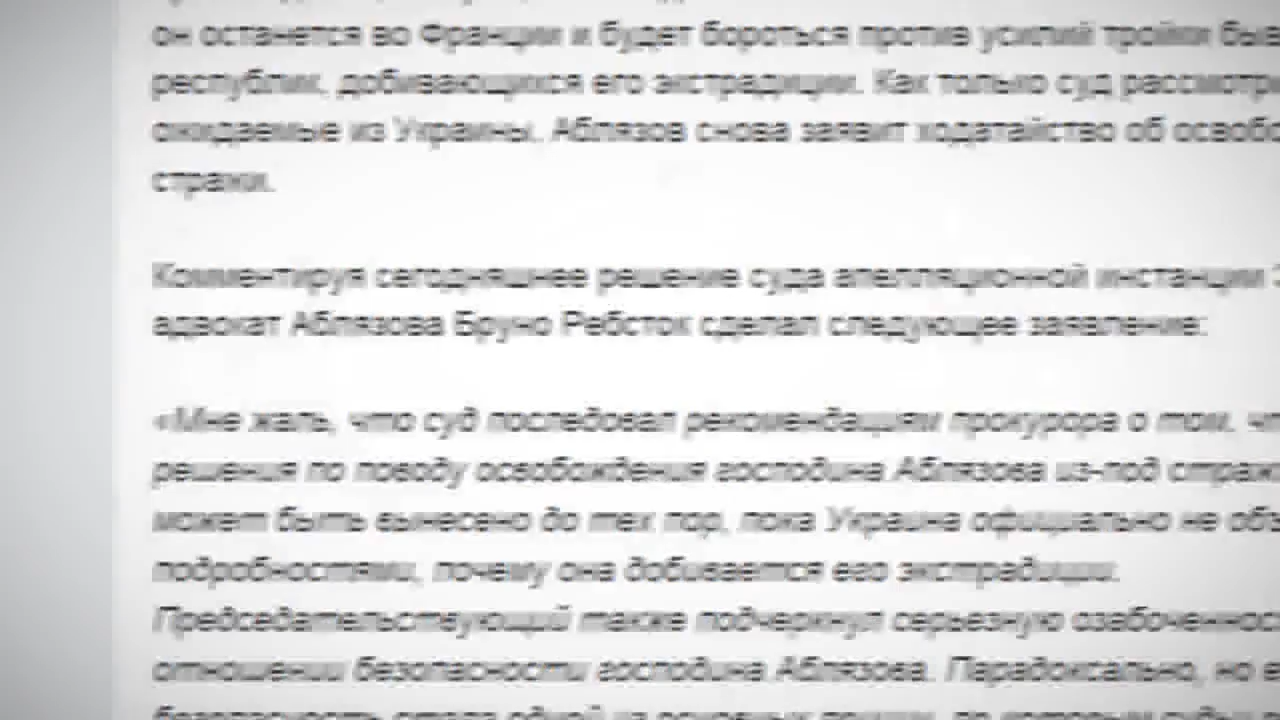 он останется во Франции и будет бороться против усилий тройки быв
республик, добивающихся его экстрадиции. Как только суд рассмотри
ожидаемые из Украины, Аблязов снова заявит ходатайство об освобо
стражи.
Комментируя сегодняшнее решение суда апелляционной инстанции
адвокат Аблязова Бруно Ребсток сделал следующее заявление:
«Мне жаль, что суд последовал рекомендациям прокурора о том, чт
решения по поводу освобождения господина Аблязова из-под страж
может быть вынесено до тех пор, пока Украина официально не объ
подробностями, почему она добивается его экстрадиции.
Председательствующий также подчеркнул серьезную озабоченнос
отношении безопасности господина Аблязова. Парадоксально, но е